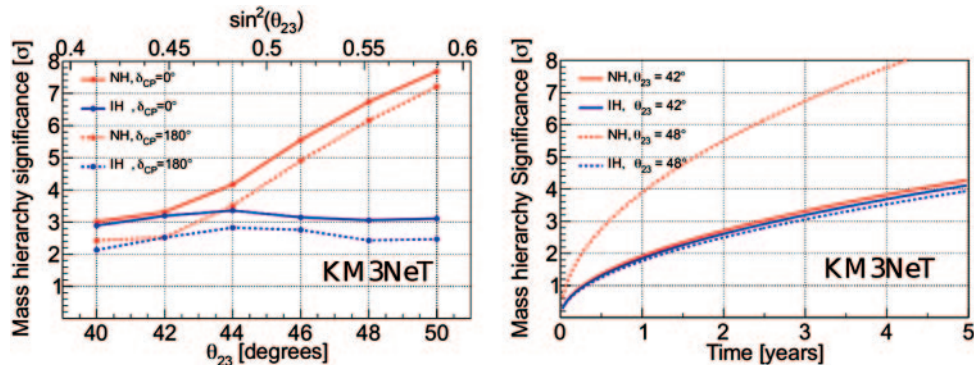 sin²(θ₂₃)
0.4 0.45 0.5 0.55 0.6
Mass hierarchy significance [σ]
8
7
6
5
4
3
2
1
NH, δCP=0°
IH , δCP=0°
NH, δCP=180°
IH , δCP=180°
KM3NeT
40 42 44 46 48 50
θ₂₃ [degrees]
Mass hierarchy Significance [σ]
8
7
6
5
4
3
2
1
NH, θ₂₃ = 42°
IH, θ₂₃ = 42°
NH, θ₂₃ = 48°
IH, θ₂₃ = 48°
KM3NeT
0 1 2 3 4 5
Time [years]